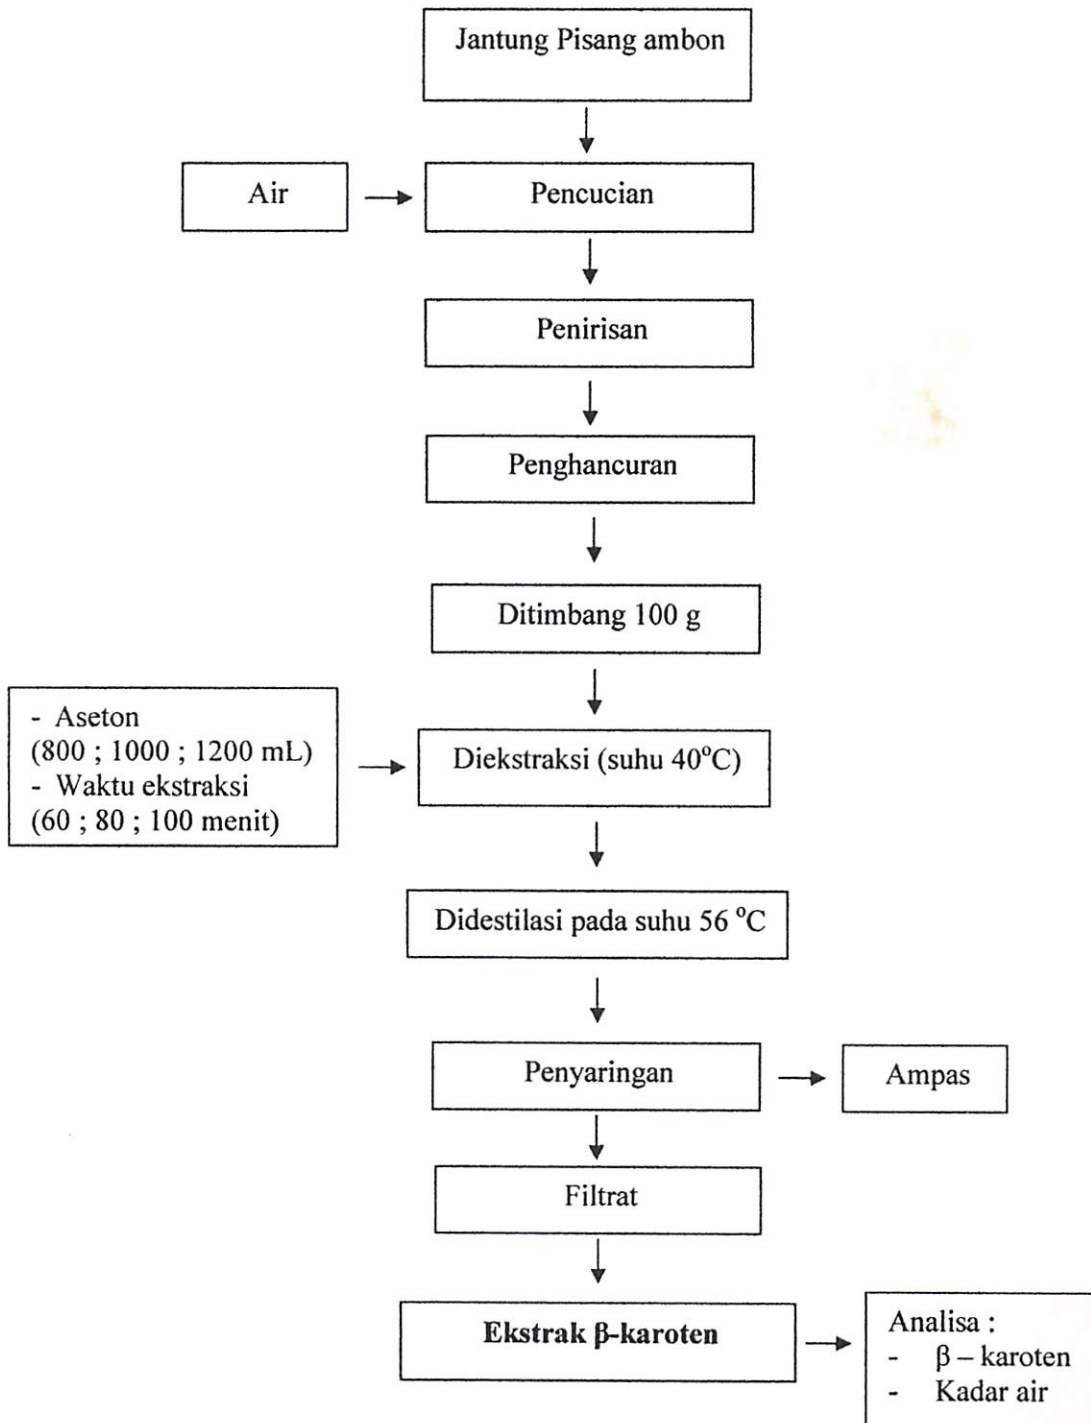 Jantung Pisang ambon
Air
Pencucian
Penirisan
Penghancuran
Ditimbang 100 g
- Aseton
(800 ; 1000 ; 1200 mL)
- Waktu ekstraksi
(60 ; 80 ; 100 menit)
Diekstraksi (suhu 40°C)
Didestilasi pada suhu 56 °C
Penyaringan
Ampas
Filtrat
Ekstrak β-karoten
Analisa :
- β – karoten
- Kadar air